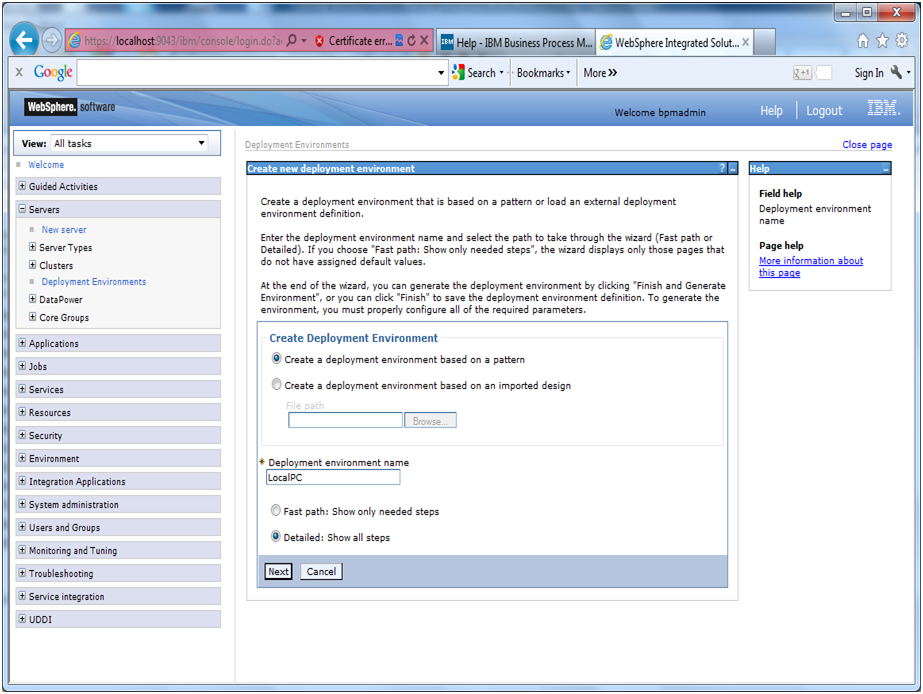 https://localhost:9043/ibm/console/login.do?a
Certificate err...
Help - IBM Business Process M...
WebSphere Integrated Solut...
x Google
Search
Bookmarks
More »
Sign In
WebSphere. software
Welcome bpmadmin
Help
Logout
IBM.
View: All tasks
Welcome
Guided Activities
Servers
New server
Server Types
Clusters
Deployment Environments
DataPower
Core Groups
Applications
Jobs
Services
Resources
Security
Environment
Integration Applications
System administration
Users and Groups
Monitoring and Tuning
Troubleshooting
Service integration
UDDI
Deployment Environments
Close page
Create new deployment environment
? _
Create a deployment environment that is based on a pattern or load an external deployment
environment definition.
Enter the deployment environment name and select the path to take through the wizard (Fast path or
Detailed). If you choose "Fast path: Show only needed steps", the wizard displays only those pages that
do not have assigned default values.
At the end of the wizard, you can generate the deployment environment by clicking "Finish and Generate
Environment", or you can click "Finish" to save the deployment environment definition. To generate the
environment, you must properly configure all of the required parameters.
Create Deployment Environment
Create a deployment environment based on a pattern
Create a deployment environment based on an imported design
File path
Browse...
* Deployment environment name
LocalPC
Fast path: Show only needed steps
Detailed: Show all steps
Next
Cancel
Help
Field help
Deployment environment
name
Page help
More information about
this page